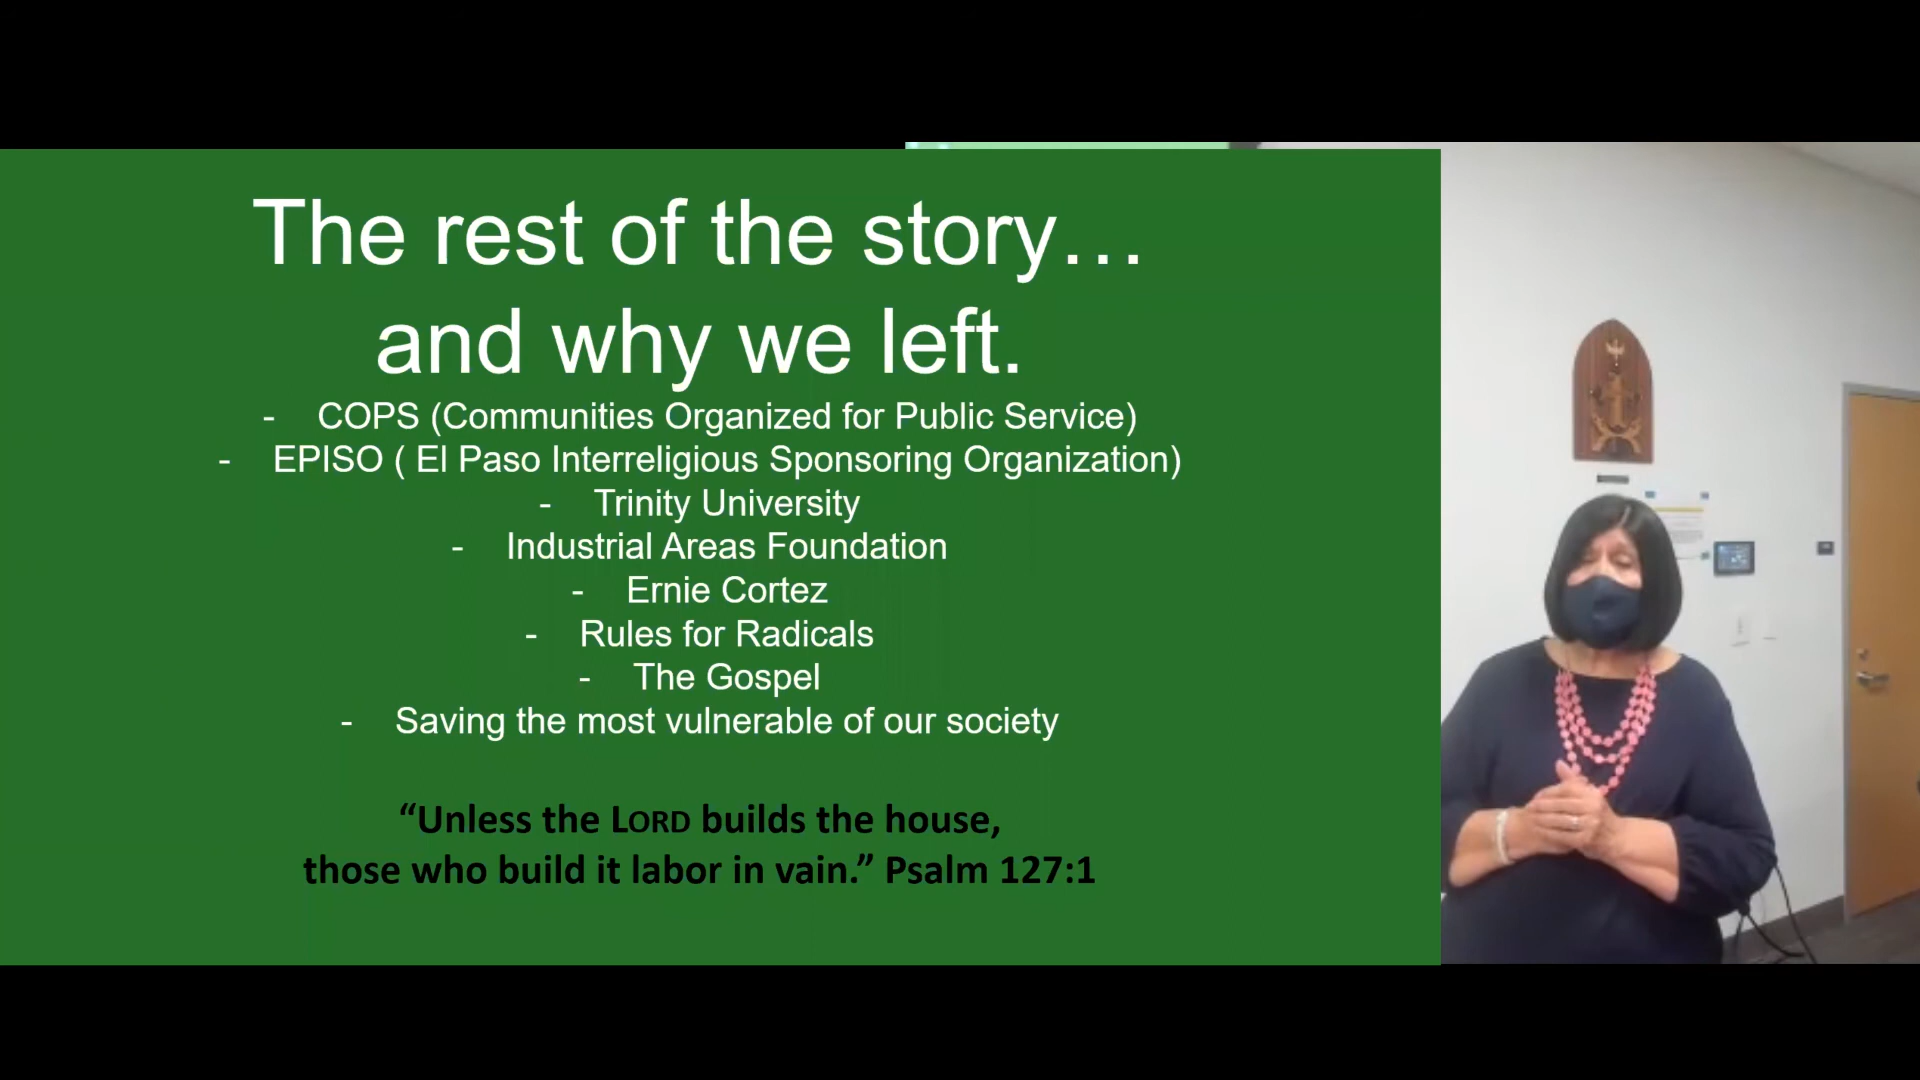 The rest of the story…
and why we left.
- COPS (Communities Organized for Public Service)
- EPISO ( El Paso Interreligious Sponsoring Organization)
- Trinity University
- Industrial Areas Foundation
- Ernie Cortez
- Rules for Radicals
- The Gospel
- Saving the most vulnerable of our society
“Unless the LORD builds the house,
those who build it labor in vain.” Psalm 127:1